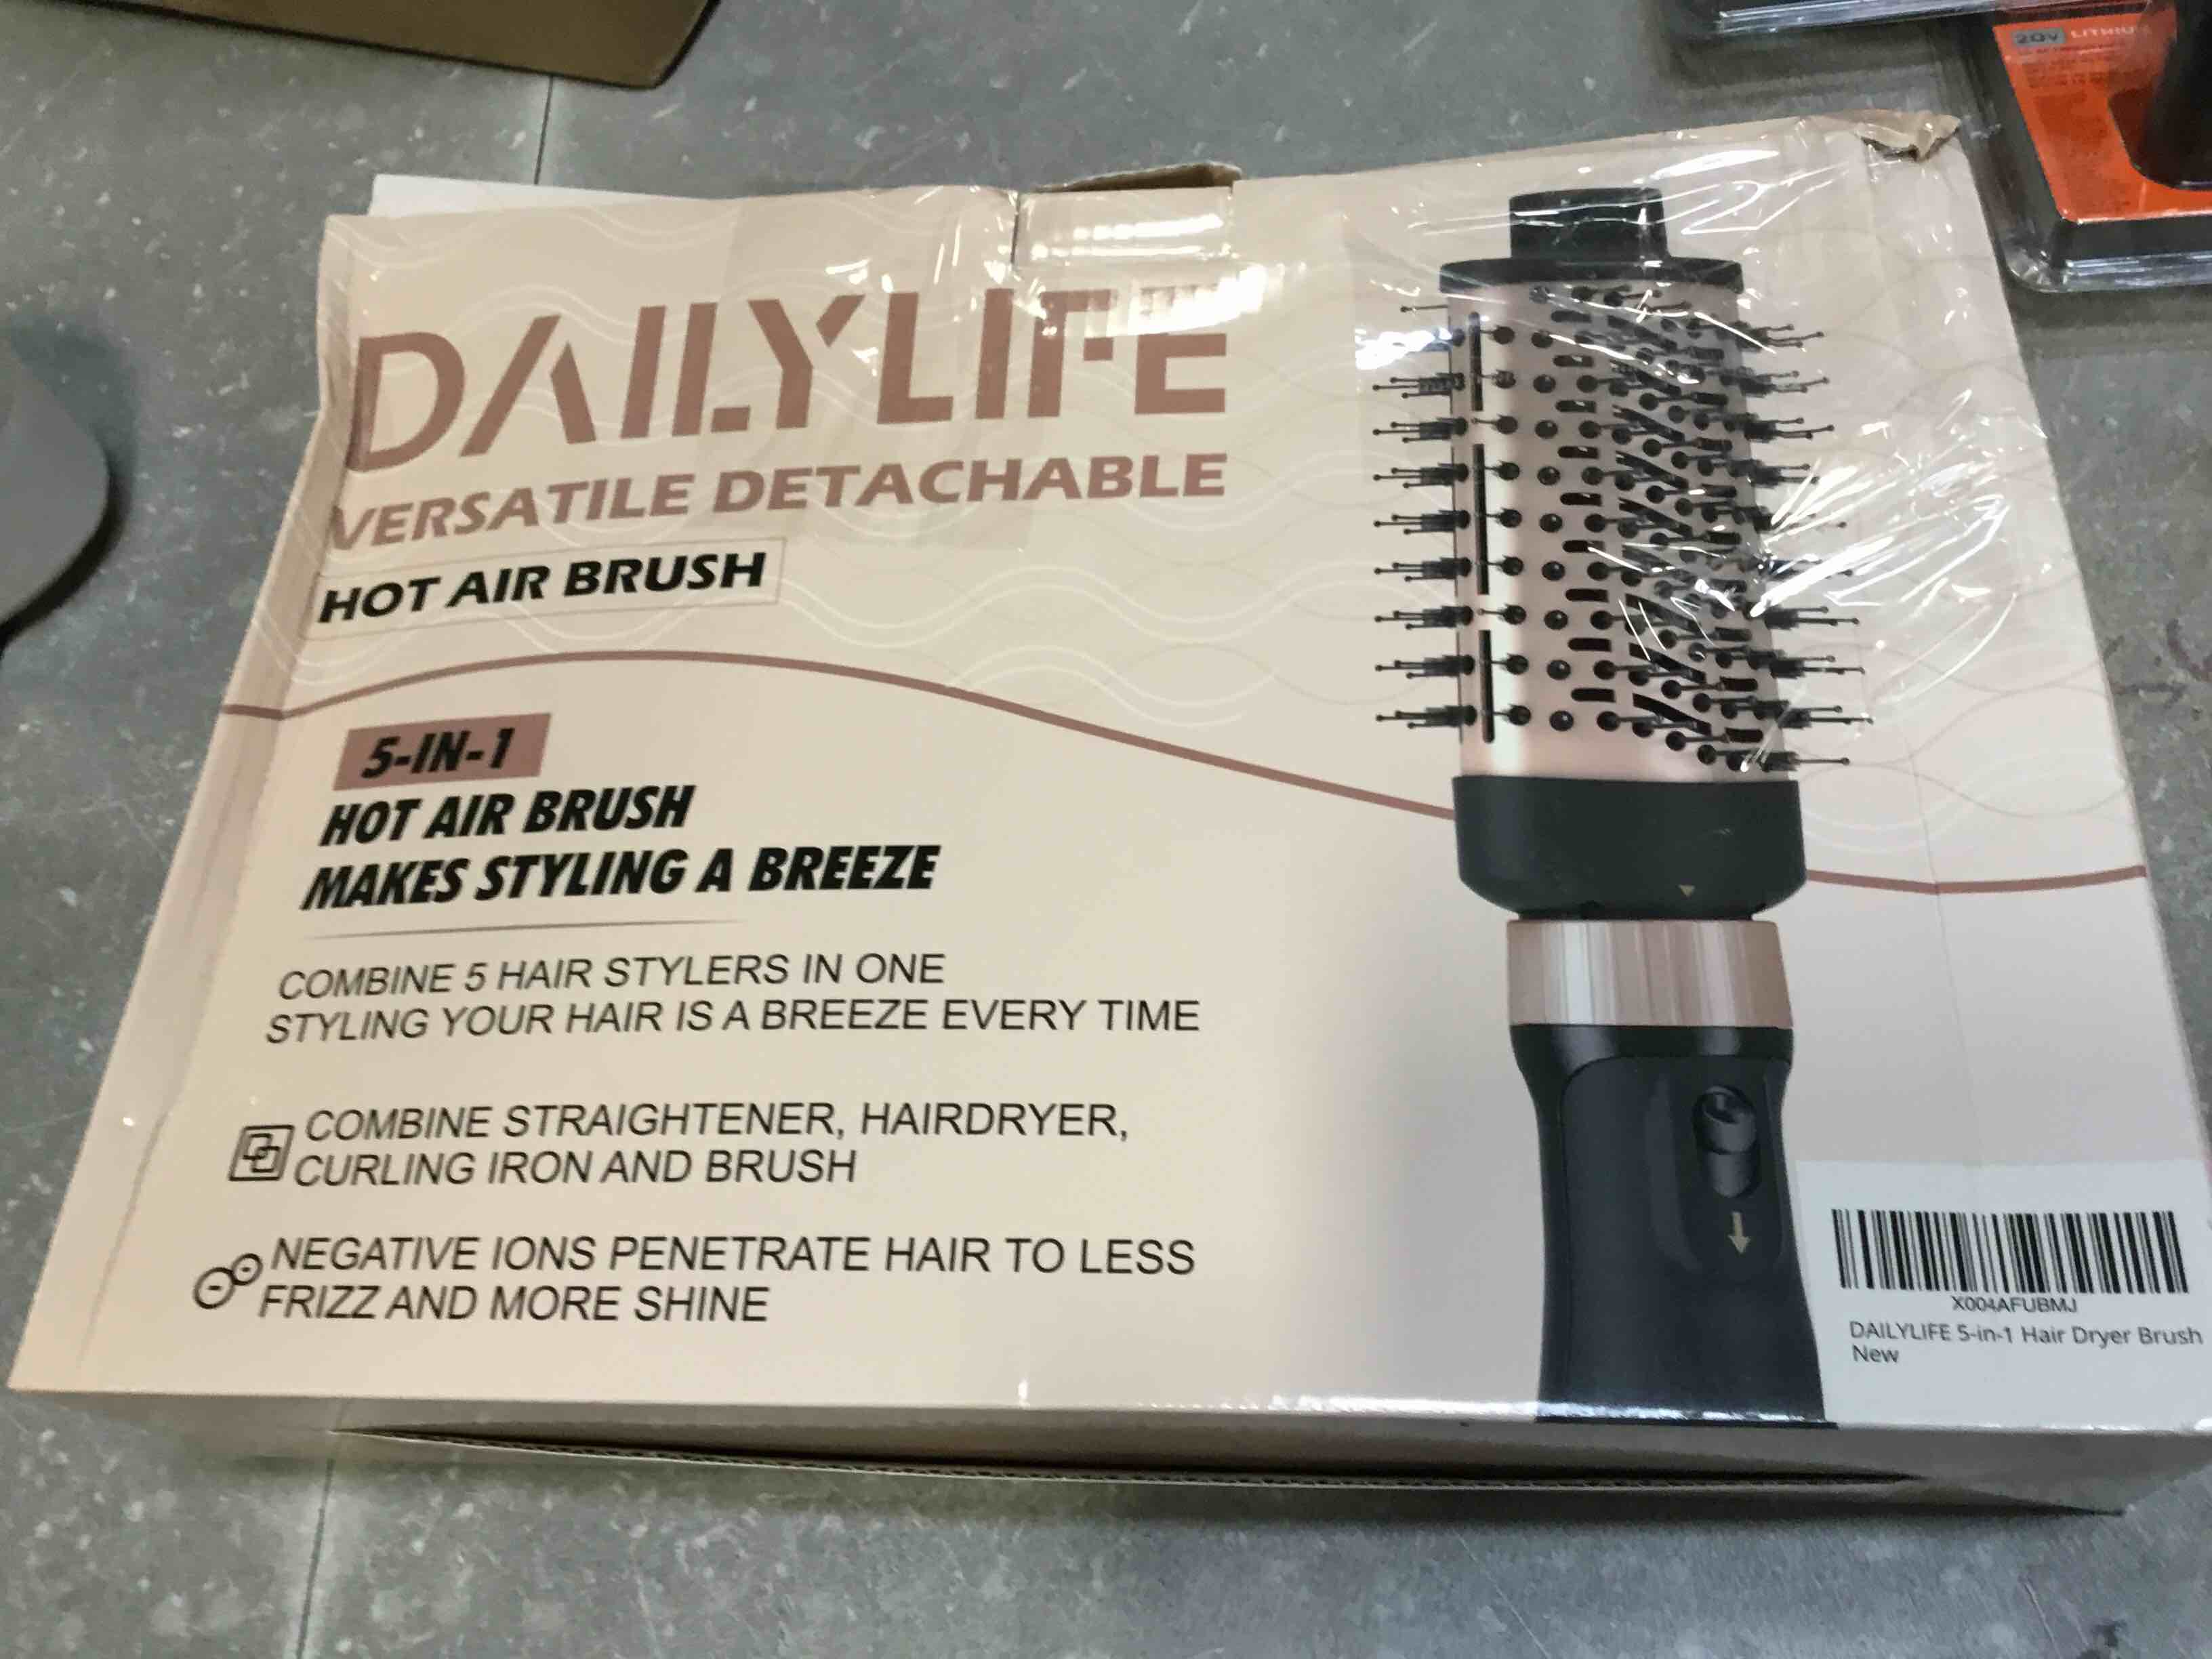 20V LITHIUM
DAILYLIFE
VERSATILE DETACHABLE
HOT AIR BRUSH
5-IN-1
HOT AIR BRUSH
MAKES STYLING A BREEZE
COMBINE 5 HAIR STYLERS IN ONE
STYLING YOUR HAIR IS A BREEZE EVERY TIME
COMBINE STRAIGHTENER, HAIRDRYER,
CURLING IRON AND BRUSH
NEGATIVE IONS PENETRATE HAIR TO LESS
FRIZZ AND MORE SHINE
X004AFUBMJ
DAILYLIFE 5-in-1 Hair Dryer Brush
New